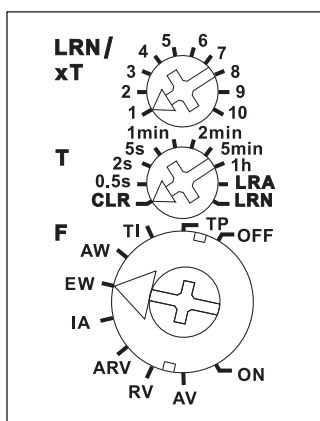 LRN/
xT
1
2
3
4
5
6
7
8
9
10
T
CLR
0.5s
2s
5s
1min
2min
5min
1h
LRA
LRN
F
RV
ARV
IA
EW
AW
TI
TP
OFF
ON
AV